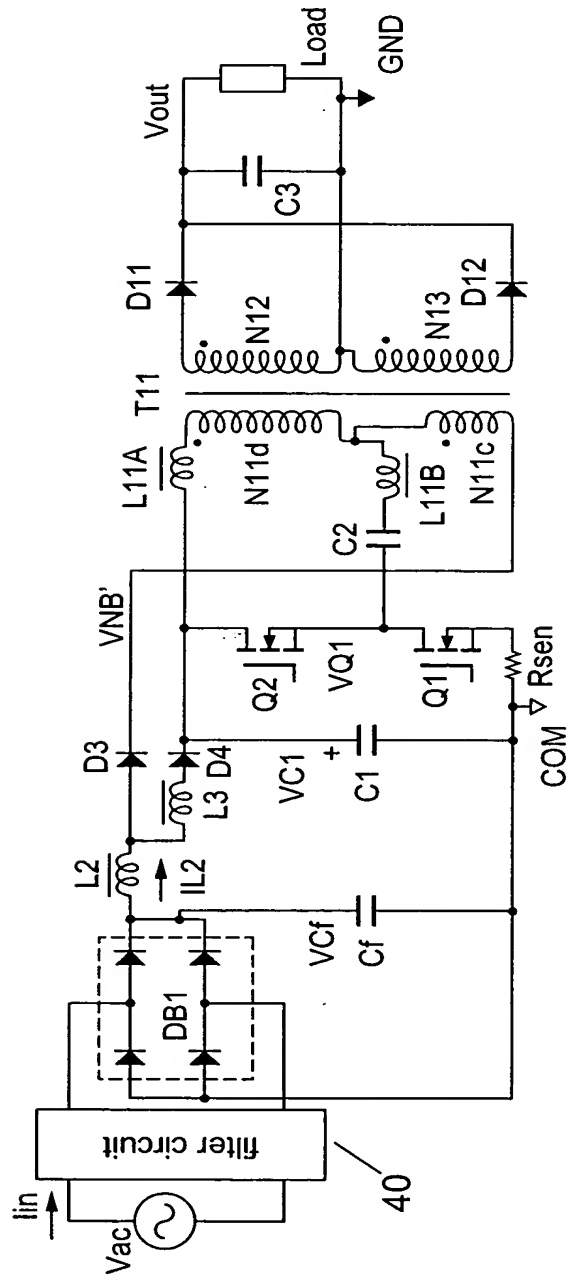 Vac
Iin
filter circuit
40
DB1
L2
IL2
VCf
Cf
D3
L3
D4
VNB'
VC1
+
C1
COM
Rsen
Q2
VQ1
Q1
C2
L11A
L11B
T11
N11d
N11c
N12
N13
D11
D12
C3
Vout
Load
GND